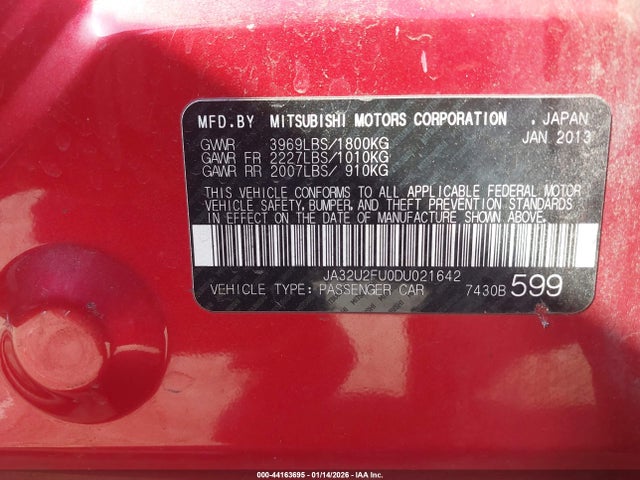 MFD.BY MITSUBISHI MOTORS CORPORATION . JAPAN
JAN 2013
GVWR 3969LBS/1800KG
GAWR FR 2227LBS/1010KG
GAWR RR 2007LBS/ 910KG
THIS VEHICLE CONFORMS TO ALL APPLICABLE FEDERAL MOTOR
VEHICLE SAFETY, BUMPER, AND THEFT PREVENTION STANDARDS
IN EFFECT ON THE DATE OF MANUFACTURE SHOWN ABOVE.
JA32U2FU0DU021642
VEHICLE TYPE: PASSENGER CAR 7430B 599
000-44163695 - 01/14/2026 - IAA Inc.